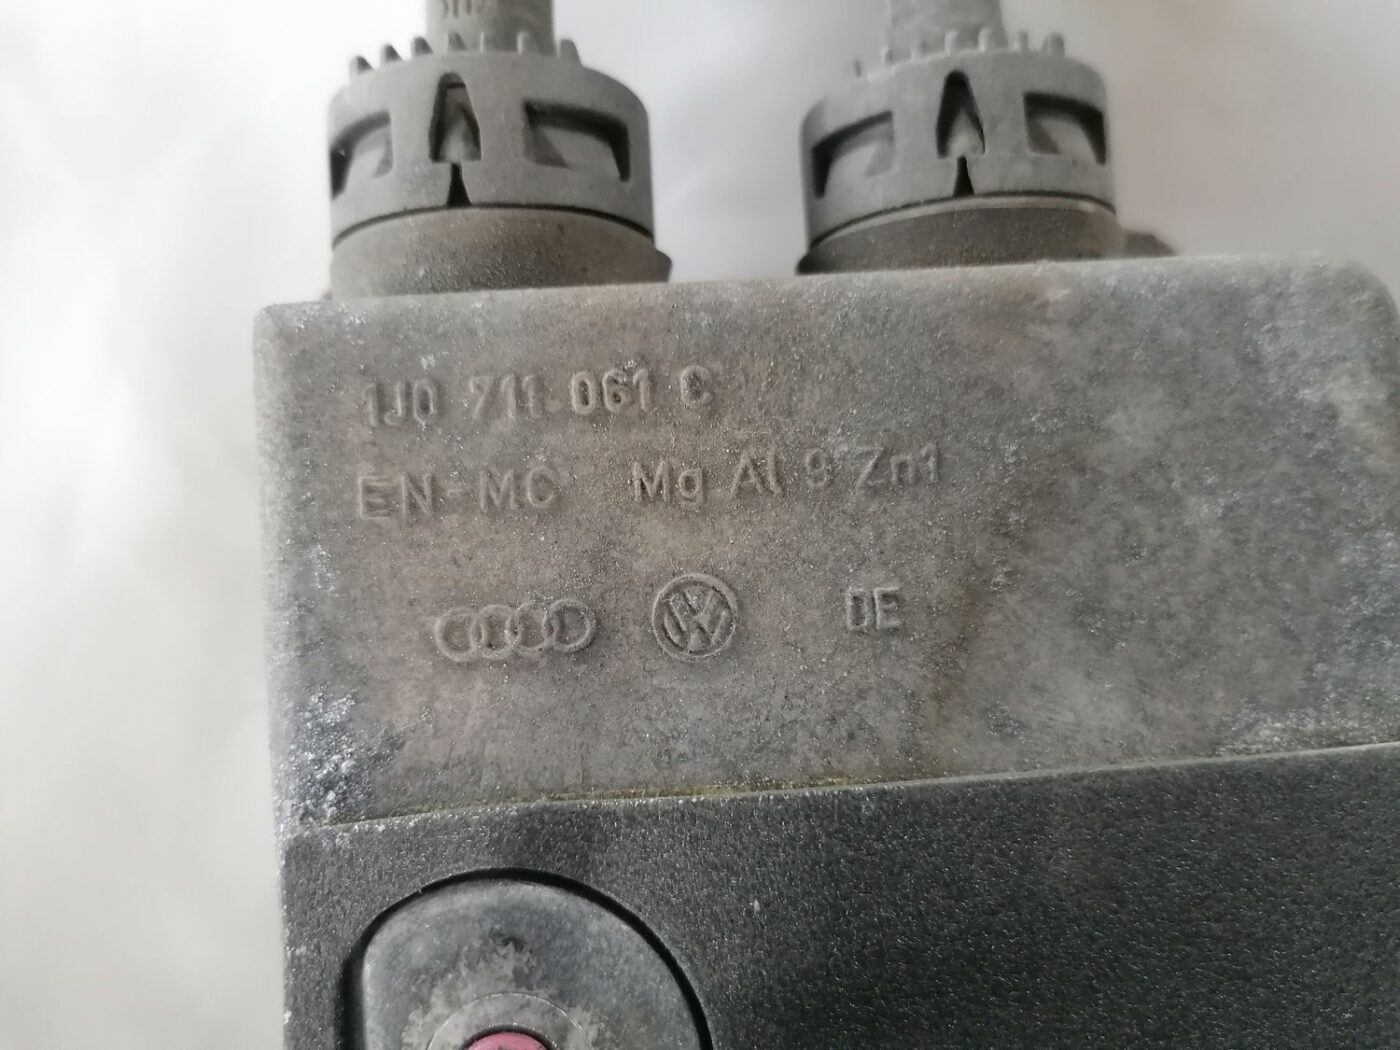 1J0 711 061 C
EN-MC Mg Al 9 Zn1
DE